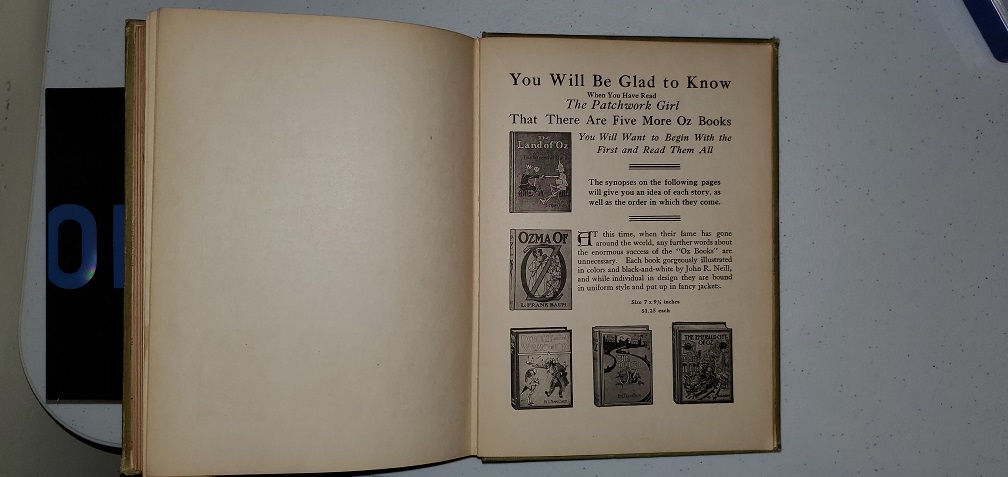 You Will Be Glad to Know
When You Have Read
The Patchwork Girl
That There Are Five More Oz Books
You Will Want to Begin With the
First and Read Them All
The
Land of Oz
The synopses on the following pages
will give you an idea of each story, as
well as the order in which they come.
OZMA OF
OZ
L. FRANK BAUM
AT this time, when their fame has gone
around the world, any further words about
the enormous success of the "Oz Books" are
unnecessary. Each book gorgeously illustrated
in colors and black-and-white by John R. Neill,
and while individual in design they are bound
in uniform style and put up in fancy jackets.
Size 7 x 9¼ inches
$1.25 each
OZ
THE EMERALD CITY
OF OZ